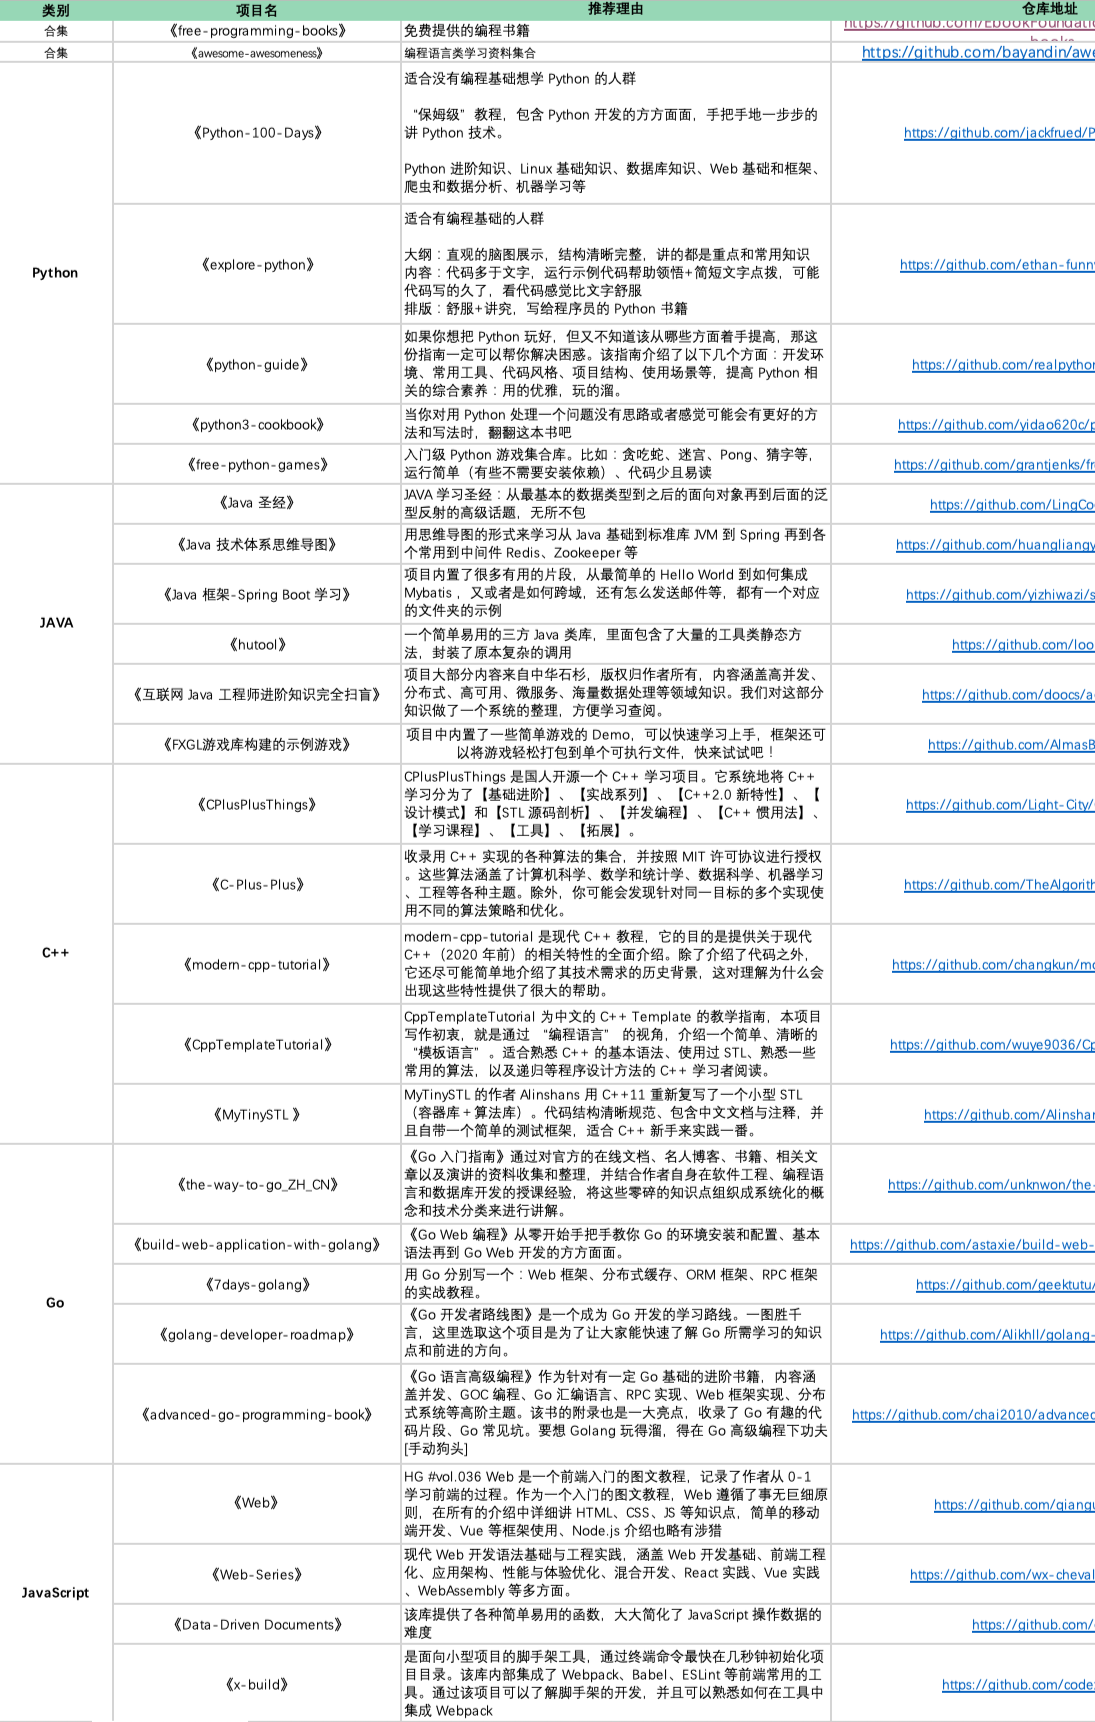 类别 项目名 推荐理由 仓库地址
合集 《free-programming-books》 免费提供的编程书籍 https://github.com/EbookFoundatio
合集 《awesome-awesomeness》 编程语言类学习资料集合 https://github.com/bayandin/awe
Python
《Python-100-Days》
适合没有编程基础想学 Python 的人群
“保姆级”教程，包含 Python 开发的方方面面，手把手地一步步的
讲 Python 技术。
Python 进阶知识、Linux 基础知识、数据库知识、Web 基础和框架、
爬虫和数据分析、机器学习等
https://github.com/jackfrued/P
《explore-python》
适合有编程基础的人群
大纲：直观的脑图展示，结构清晰完整，讲的都是重点和常用知识
内容：代码多于文字，运行示例代码帮助领悟+简短文字点拨，可能
代码写的久了，看代码感觉比文字舒服
排版：舒服+讲究，写给程序员的 Python 书籍
https://github.com/ethan-funny
《python-guide》
如果你想把 Python 玩好，但又不知道该从哪些方面着手提高，那这
份指南一定可以帮你解决困惑。该指南介绍了以下几个方面：开发环
境、常用工具、代码风格、项目结构、使用场景等，提高 Python 相
关的综合素养：用的优雅，玩的溜。
https://github.com/realpython
《python3-cookbook》
当你对用 Python 处理一个问题没有思路或者感觉可能会有更好的方
法和写法时，翻翻这本书吧
https://github.com/yidao620c/p
《free-python-games》
入门级 Python 游戏集合库。比如：贪吃蛇、迷宫、Pong、猜字等，
运行简单（有些不需要安装依赖）、代码少且易读
https://github.com/grantjenks/fr
JAVA
《Java 圣经》
JAVA 学习圣经：从最基本的数据类型到之后的面向对象再到后面的泛
型反射的高级话题，无所不包
https://github.com/LingCo
《Java 技术体系思维导图》
用思维导图的形式来学习从 Java 基础到标准库 JVM 到 Spring 再到各
个常用到中间件 Redis、Zookeeper 等
https://github.com/huangliangy
《Java 框架-Spring Boot 学习》
项目内置了很多有用的片段，从最简单的 Hello World 到如何集成
Mybatis ，又或者是如何跨域，还有怎么发送邮件等，都有一个对应
的文件夹的示例
https://github.com/yizhiwazi/s
《hutool》
一个简单易用的三方 Java 类库，里面包含了大量的工具类静态方
法，封装了原本复杂的调用
https://github.com/loo
《互联网 Java 工程师进阶知识完全扫盲》
项目大部分内容来自中华石杉，版权归作者所有，内容涵盖高并发、
分布式、高可用、微服务、海量数据处理等领域知识。我们对这部分
知识做了一个系统的整理，方便学习查阅。
https://github.com/doocs/a
《FXGL游戏库构建的示例游戏》
项目中内置了一些简单游戏的 Demo，可以快速学习上手，框架还可
以将游戏轻松打包到单个可执行文件，快来试试吧！
https://github.com/AlmasB
C++
《CPlusPlusThings》
CPlusPlusThings 是国人开源一个 C++ 学习项目。它系统地将 C++
学习分为了【基础进阶】、【实战系列】、【C++2.0 新特性】、【
设计模式】和【STL 源码剖析】、【并发编程】、【C++ 惯用法】、
【学习课程】、【工具】、【拓展】。
https://github.com/Light-City/
《C-Plus-Plus》
收录用 C++ 实现的各种算法的集合，并按照 MIT 许可协议进行授权
。这些算法涵盖了计算机科学、数学和统计学、数据科学、机器学习
、工程等各种主题。除外，你可能会发现针对同一目标的多个实现使
用不同的算法策略和优化。
https://github.com/TheAlgorith
《modern-cpp-tutorial》
modern-cpp-tutorial 是现代 C++ 教程，它的目的是提供关于现代
C++（2020 年前）的相关特性的全面介绍。除了介绍了代码之外，
它还尽可能简单地介绍了其技术需求的历史背景，这对理解为什么会
出现这些特性提供了很大的帮助。
https://github.com/changkun/mo
《CppTemplateTutorial》
CppTemplateTutorial 为中文的 C++ Template 的教学指南，本项目
写作初衷，就是通过 “编程语言” 的视角，介绍一个简单、清晰的
“模板语言” 。适合熟悉 C++ 的基本语法、使用过 STL、熟悉一些
常用的算法，以及递归等程序设计方法的 C++ 学习者阅读。
https://github.com/wuye9036/Cp
《MyTinySTL 》
MyTinySTL 的作者 Alinshans 用 C++11 重新复写了一个小型 STL
（容器库＋算法库）。代码结构清晰规范、包含中文文档与注释，并
且自带一个简单的测试框架，适合 C++ 新手来实践一番。
https://github.com/Alinshan
Go
《the-way-to-go_ZH_CN》
《Go 入门指南》通过对官方的在线文档、名人博客、书籍、相关文
章以及演讲的资料收集和整理，并结合作者自身在软件工程、编程语
言和数据库开发的授课经验，将这些零碎的知识点组织成系统化的概
念和技术分类来进行讲解。
https://github.com/unknwon/the-
《build-web-application-with-golang》
《Go Web 编程》从零开始手把手教你 Go 的环境安装和配置、基本
语法再到 Go Web 开发的方方面面。
https://github.com/astaxie/build-web-
《7days-golang》
用 Go 分别写一个：Web 框架、分布式缓存、ORM 框架、RPC 框架
的实战教程。
https://github.com/geektutu/
《golang-developer-roadmap》
《Go 开发者路线图》是一个成为 Go 开发的学习路线。一图胜千
言，这里选取这个项目是为了让大家能快速了解 Go 所需学习的知识
点和前进的方向。
https://github.com/Alikhll/golang-
《advanced-go-programming-book》
《Go 语言高级编程》作为针对有一定 Go 基础的进阶书籍，内容涵
盖并发、GOC 编程、Go 汇编语言、RPC 实现、Web 框架实现、分布
式系统等高阶主题。该书的附录也是一大亮点，收录了 Go 有趣的代
码片段、Go 常见坑。要想 Golang 玩得溜，得在 Go 高级编程下功夫
[手动狗头]
https://github.com/chai2010/advanced
JavaScript
《Web》
HG #vol.036 Web 是一个前端入门的图文教程，记录了作者从 0-1
学习前端的过程。作为一个入门的图文教程，Web 遵循了事无巨细原
则，在所有的介绍中详细讲 HTML、CSS、JS 等知识点，简单的移动
端开发、Vue 等框架使用、Node.js 介绍也略有涉猎
https://github.com/qiangu
《Web-Series》
现代 Web 开发语法基础与工程实践，涵盖 Web 开发基础、前端工程
化、应用架构、性能与体验优化、混合开发、React 实践、Vue 实践
、WebAssembly 等多方面。
https://github.com/wx-cheval
《Data-Driven Documents》
该库提供了各种简单易用的函数，大大简化了 JavaScript 操作数据的
难度
https://github.com/
《x-build》
是面向小型项目的脚手架工具，通过终端命令最快在几秒钟初始化项
目目录。该库内部集成了 Webpack、Babel、ESLint 等前端常用的工
具。通过该项目可以了解脚手架的开发，并且可以熟悉如何在工具中
集成 Webpack
https://github.com/code